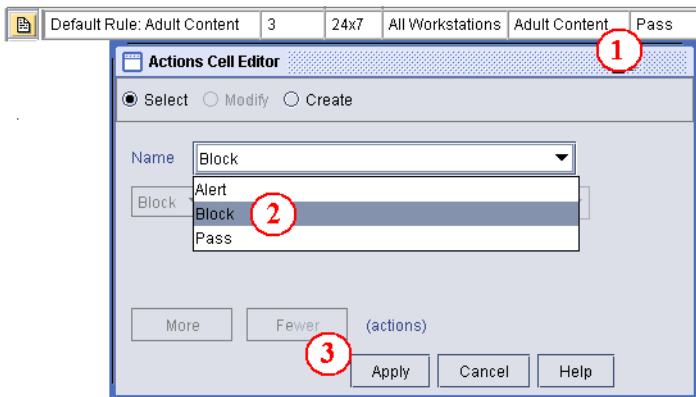 Default Rule: Adult Content 3 24x7 All Workstations Adult Content Pass
1
Actions Cell Editor
Select Modify Create
Name Block
Alert
Block
Block 2
Pass
More Fewer (actions)
3
Apply Cancel Help